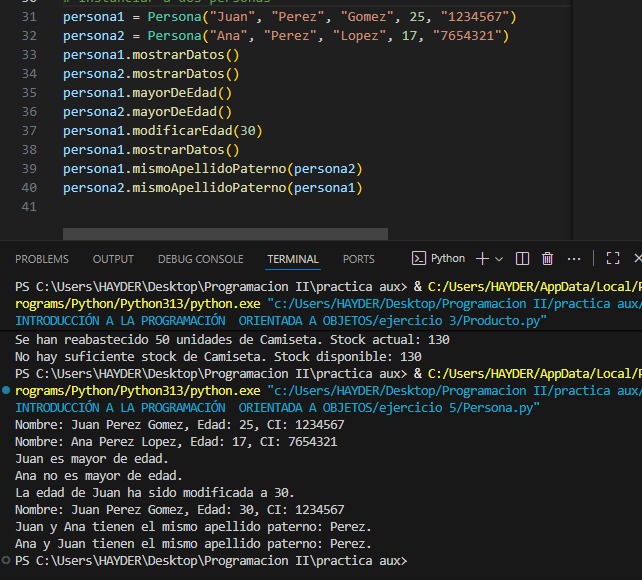 # Instanciar a dos personas
31 persona1 = Persona("Juan", "Perez", "Gomez", 25, "1234567")
32 persona2 = Persona("Ana", "Perez", "Lopez", 17, "7654321")
33 persona1.mostrarDatos()
34 persona2.mostrarDatos()
35 persona1.mayorDeEdad()
36 persona2.mayorDeEdad()
37 persona1.modificarEdad(30)
38 persona1.mostrarDatos()
39 persona1.mismoApellidoPaterno(persona2)
40 persona2.mismoApellidoPaterno(persona1)
41
PROBLEMS OUTPUT DEBUG CONSOLE TERMINAL PORTS Python
PS C:\Users\HAYDER\Desktop\Programacion II\practica aux> & C:/Users/HAYDER/AppData/Local/P
rograms/Python/Python313/python.exe "c:/Users/HAYDER/Desktop/Programacion II/practica aux/
INTRODUCCIÓN A LA PROGRAMACIÓN  ORIENTADA A OBJETOS/ejercicio 3/Producto.py"
Se han reabastecido 50 unidades de Camiseta. Stock actual: 130
No hay suficiente stock de Camiseta. Stock disponible: 130
PS C:\Users\HAYDER\Desktop\Programacion II\practica aux> & C:/Users/HAYDER/AppData/Local/P
rograms/Python/Python313/python.exe "c:/Users/HAYDER/Desktop/Programacion II/practica aux/
INTRODUCCIÓN A LA PROGRAMACIÓN  ORIENTADA A OBJETOS/ejercicio 5/Persona.py"
Nombre: Juan Perez Gomez, Edad: 25, CI: 1234567
Nombre: Ana Perez Lopez, Edad: 17, CI: 7654321
Juan es mayor de edad.
Ana no es mayor de edad.
La edad de Juan ha sido modificada a 30.
Nombre: Juan Perez Gomez, Edad: 30, CI: 1234567
Juan y Ana tienen el mismo apellido paterno: Perez.
Ana y Juan tienen el mismo apellido paterno: Perez.
PS C:\Users\HAYDER\Desktop\Programacion II\practica aux>